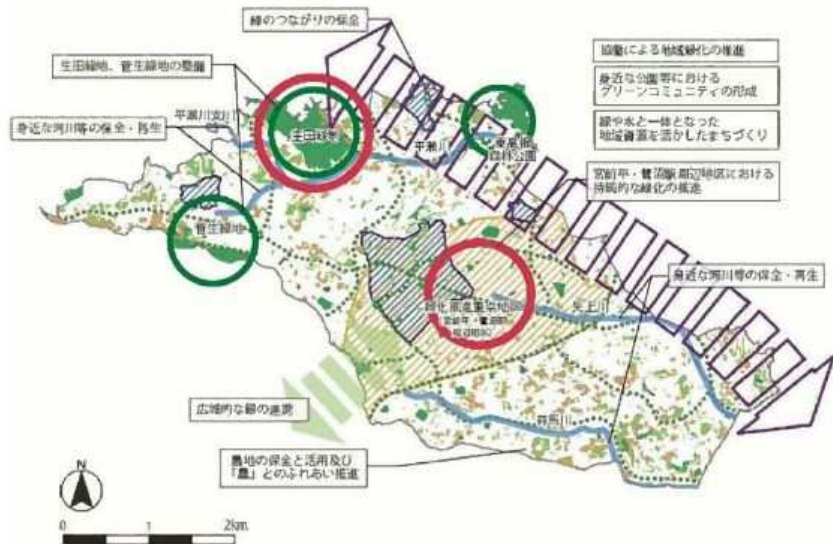 緑のつながりの保全
生田緑地、菅生緑地の整備
平瀬川支川
身近な河川等の保全・再生
生田緑地
平瀬川
東高根
森林公園
菅生緑地
協働による地域緑化の推進
身近な公園等における
グリーンコミュニティの形成
緑や水と一体となった
地域資源を活かしたまちづくり
宮前平・鷺沼駅周辺地区における
持続的な緑化の推進
身近な河川等の保全・再生
緑化推進重点地区
矢上川
広域的な緑の連携
有馬川
農地の保全と活用及び
「農」とのふれあい推進
N
0 1 2km